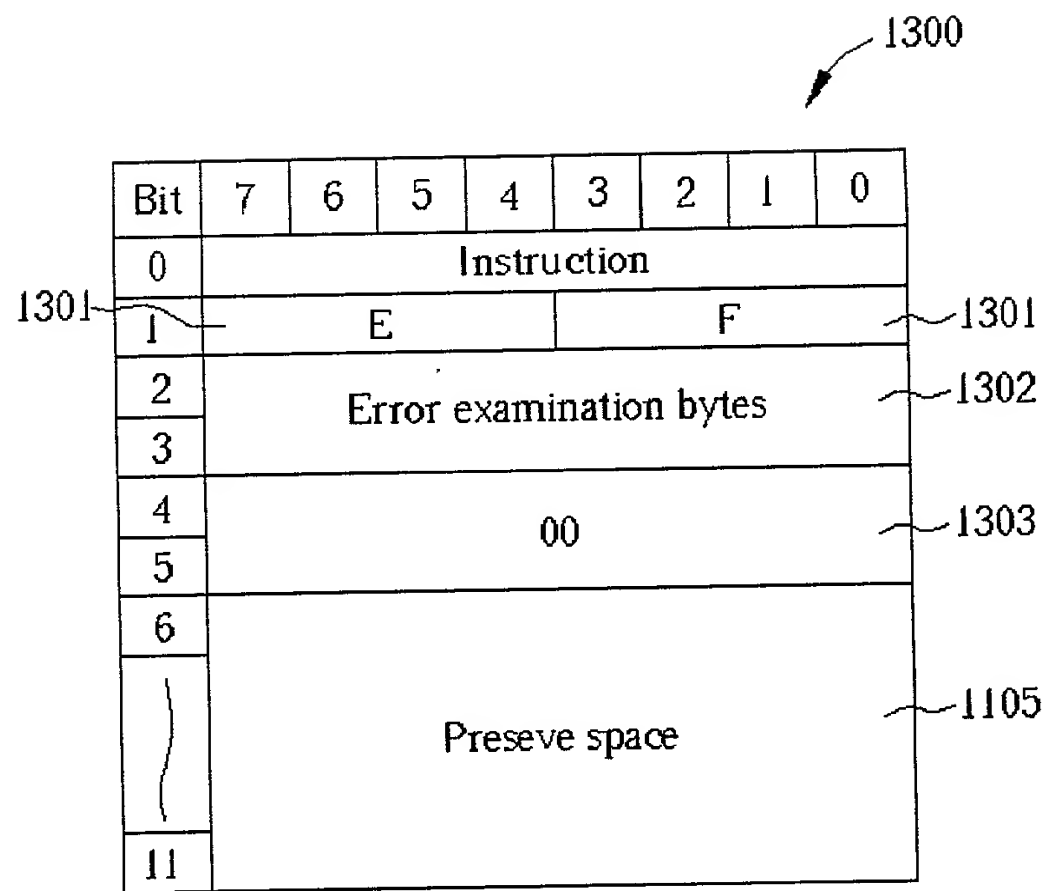 1300
Bit 7 6 5 4 3 2 1 0
0 Instruction
1301 1 E F 1301
2 Error examination bytes 1302
3
4 00 1303
5
6
Preseve space 1105
11